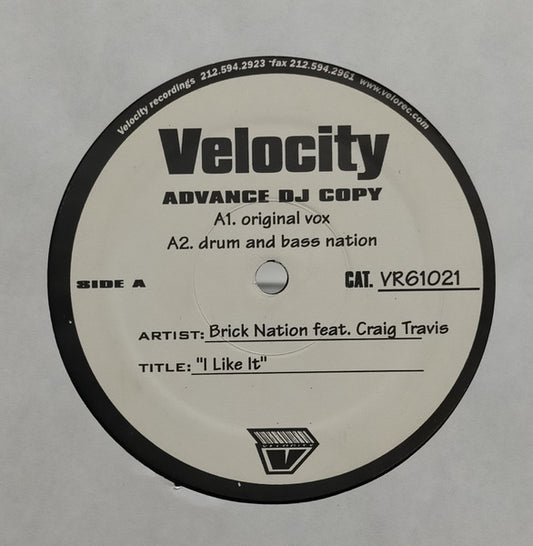 Velocity recordings 212.594.2923 fax 212.594.2961 www.velorec.com
Velocity
ADVANCE DJ COPY
A1. original vox
A2. drum and bass nation
SIDE A
CAT. VR61021
ARTIST: Brick Nation feat. Craig Travis
TITLE: "I Like It"
VELOCITY
V